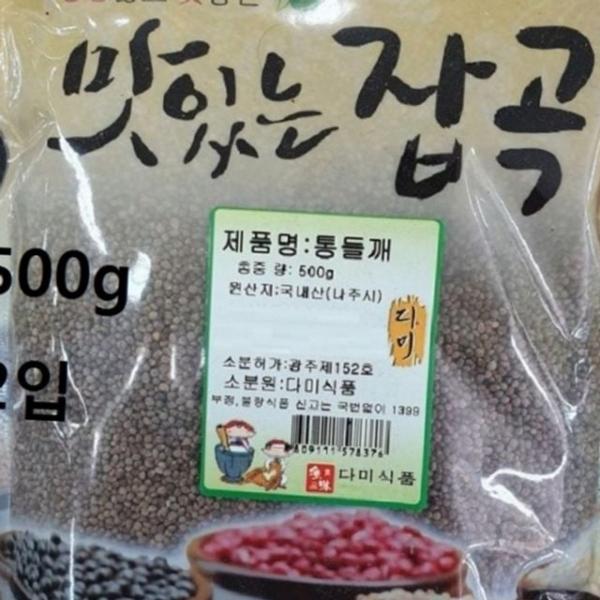 맛있는 잡곡
500g
2입
제품명:통들깨
총중 량: 500g
원산지:국내산(나주시)
다미
소분허가:광주제152호
소분원:다미식품
부정,불량식품 신고는 국번없이 1399
809111578376
다미식품